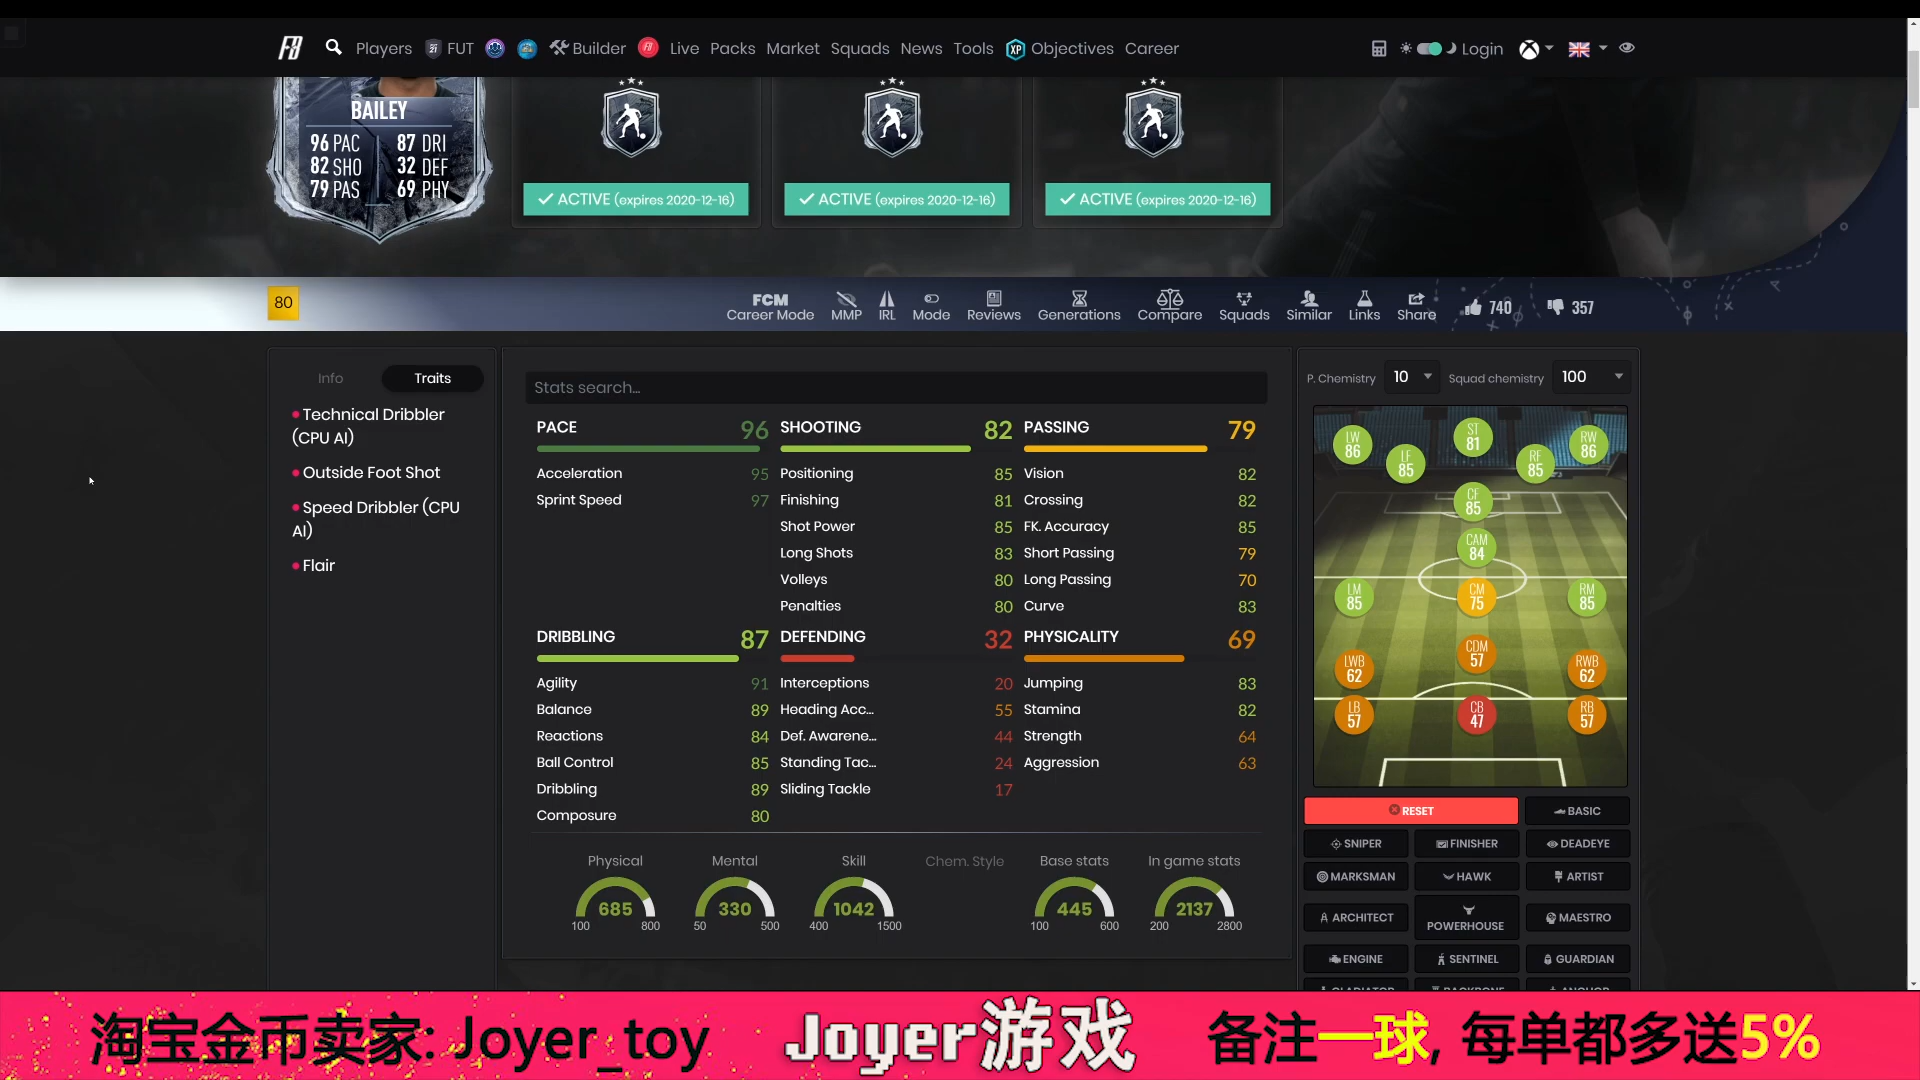 Players FUT Builder Live Packs Market Squads News Tools XP Objectives Career Login
BAILEY
96 PAC 87 DRI
82 SHO 32 DEF
79 PAS 69 PHY
ACTIVE (expires 2020-12-16)
ACTIVE (expires 2020-12-16)
ACTIVE (expires 2020-12-16)
80
FCM
Career Mode MMP IRL Mode Reviews Generations Compare Squads Similar Links Share 740 357
Info Traits
Technical Dribbler
(CPU AI)
Outside Foot Shot
Speed Dribbler (CPU
AI)
Flair
Stats search...
PACE 96
Acceleration 95
Sprint Speed 97
SHOOTING 82
Positioning 85
Finishing 81
Shot Power 85
Long Shots 83
Volleys 80
Penalties 80
PASSING 79
Vision 82
Crossing 82
FK. Accuracy 85
Short Passing 79
Long Passing 70
Curve 83
DRIBBLING 87
Agility 91
Balance 89
Reactions 84
Ball Control 85
Dribbling 89
Composure 80
DEFENDING 32
Interceptions 20
Heading Acc... 55
Def. Awarene... 44
Standing Tac... 24
Sliding Tackle 17
PHYSICALITY 69
Jumping 83
Stamina 82
Strength 64
Aggression 63
Physical Mental Skill Chem. Style Base stats In game stats
685 330 1042 445 2137
100 800 50 500 400 1500 100 600 200 2800
P. Chemistry 10 Squad chemistry 100
LW
86
LF
85
ST
81
RF
85
RW
86
CF
85
CAM
84
LM
85
CM
75
RM
85
LWB
62
CDM
57
RWB
62
LB
57
CB
47
RB
57
RESET BASIC
SNIPER FINISHER DEADEYE
MARKSMAN HAWK ARTIST
ARCHITECT POWERHOUSE MAESTRO
ENGINE SENTINEL GUARDIAN
GLADIATOR BACKBONE ANCHOR
淘宝金币卖家: Joyer_toy Joyer游戏 备注一球, 每单都多送5%